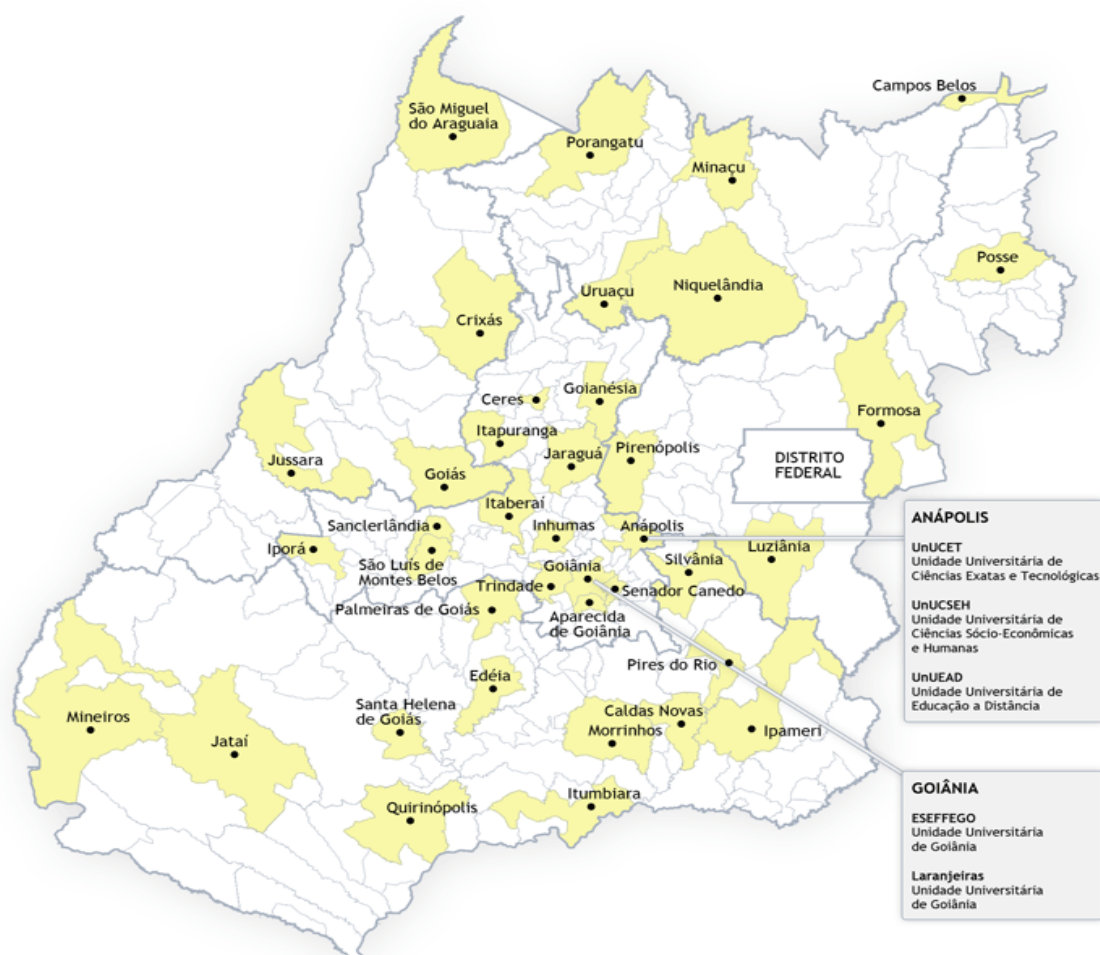 Campos Belos
São Miguel
do Araguaia
Porangatu
Minaçu
Posse
Niquelândia
Uruaçu
Crixás
Goianésia
Ceres
Formosa
Itapuranga
Pirenópolis
Jaraguá
DISTRITO
FEDERAL
Jussara
Goiás
Itaberaí
Sanclerlândia
Inhumas
Anápolis
Iporá
Luziânia
São Luís de
Montes Belos
Silvânia
Goiânia
Trindade
Senador Canedo
Palmeiras de Goiás
Aparecida
de Goiânia
Pires do Rio
Edéia
Santa Helena
de Goiás
Caldas Novas
Mineiros
Morrinhos
Ipameri
Jataí
Itumbiara
Quirinópolis
ANÁPOLIS
UnUCET
Unidade Universitária de
Ciências Exatas e Tecnológicas
UnUCSEH
Unidade Universitária de
Ciências Sócio-Econômicas
e Humanas
UnUEAD
Unidade Universitária de
Educação a Distância
GOIÂNIA
ESEFFEGO
Unidade Universitária
de Goiânia
Laranjeiras
Unidade Universitária
de Goiânia